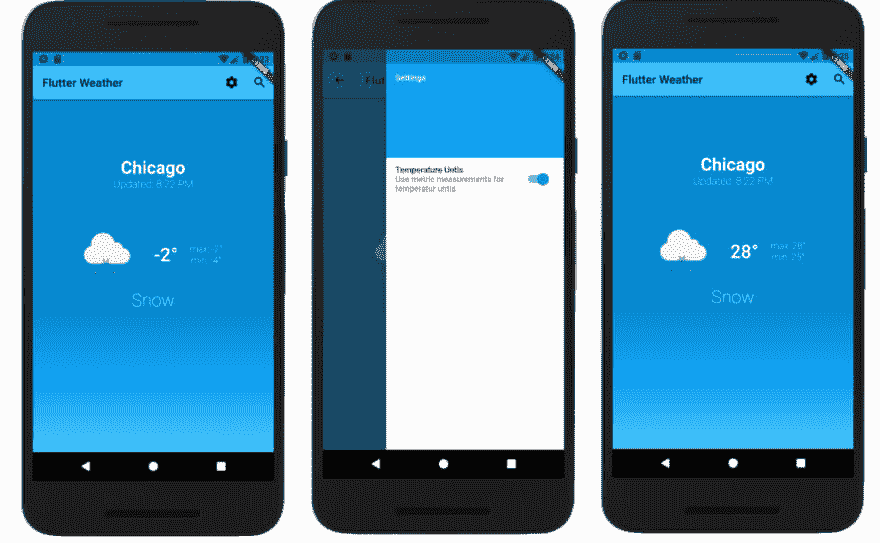 Flutter Weather
Chicago
Updated: 8:22 PM
-2°
max: -2°
min: -4°
Snow
Flut
Settings
Temperature Units
Use metric measurements for
temperatur units
Flutter Weather
Chicago
Updated: 8:22 PM
28°
max: 28°
min: 25°
Snow